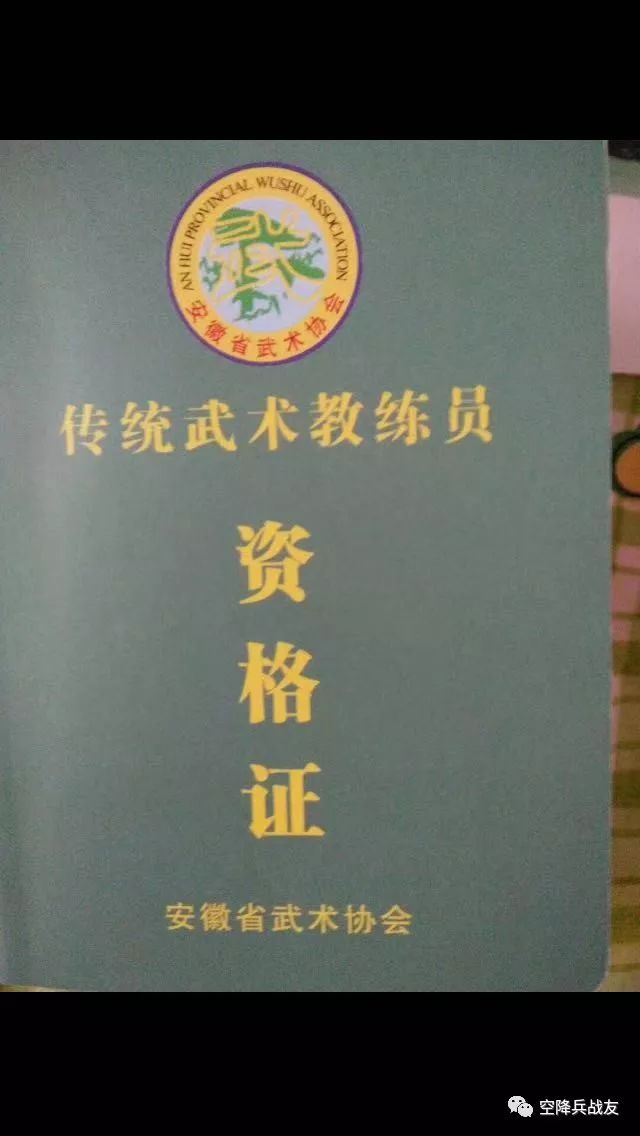 AN HUI PROVINCIAL WUSHU ASSOCIATION
安徽省武术协会
传统武术教练员
资
格
证
安徽省武术协会
空降兵战友